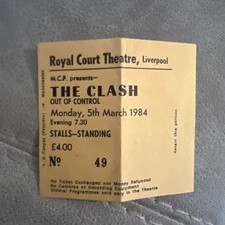 Royal Court Theatre, Liverpool
M.C.P. presents—
THE CLASH
OUT OF CONTROL
Monday, 5th March 1984
Evening 7.30
STALLS-STANDING
£4.00
No 49
No Ticket Exchanged nor Money Refunded
No Cameras or Recording Equipment
Official Programmes sold only in the Theatre